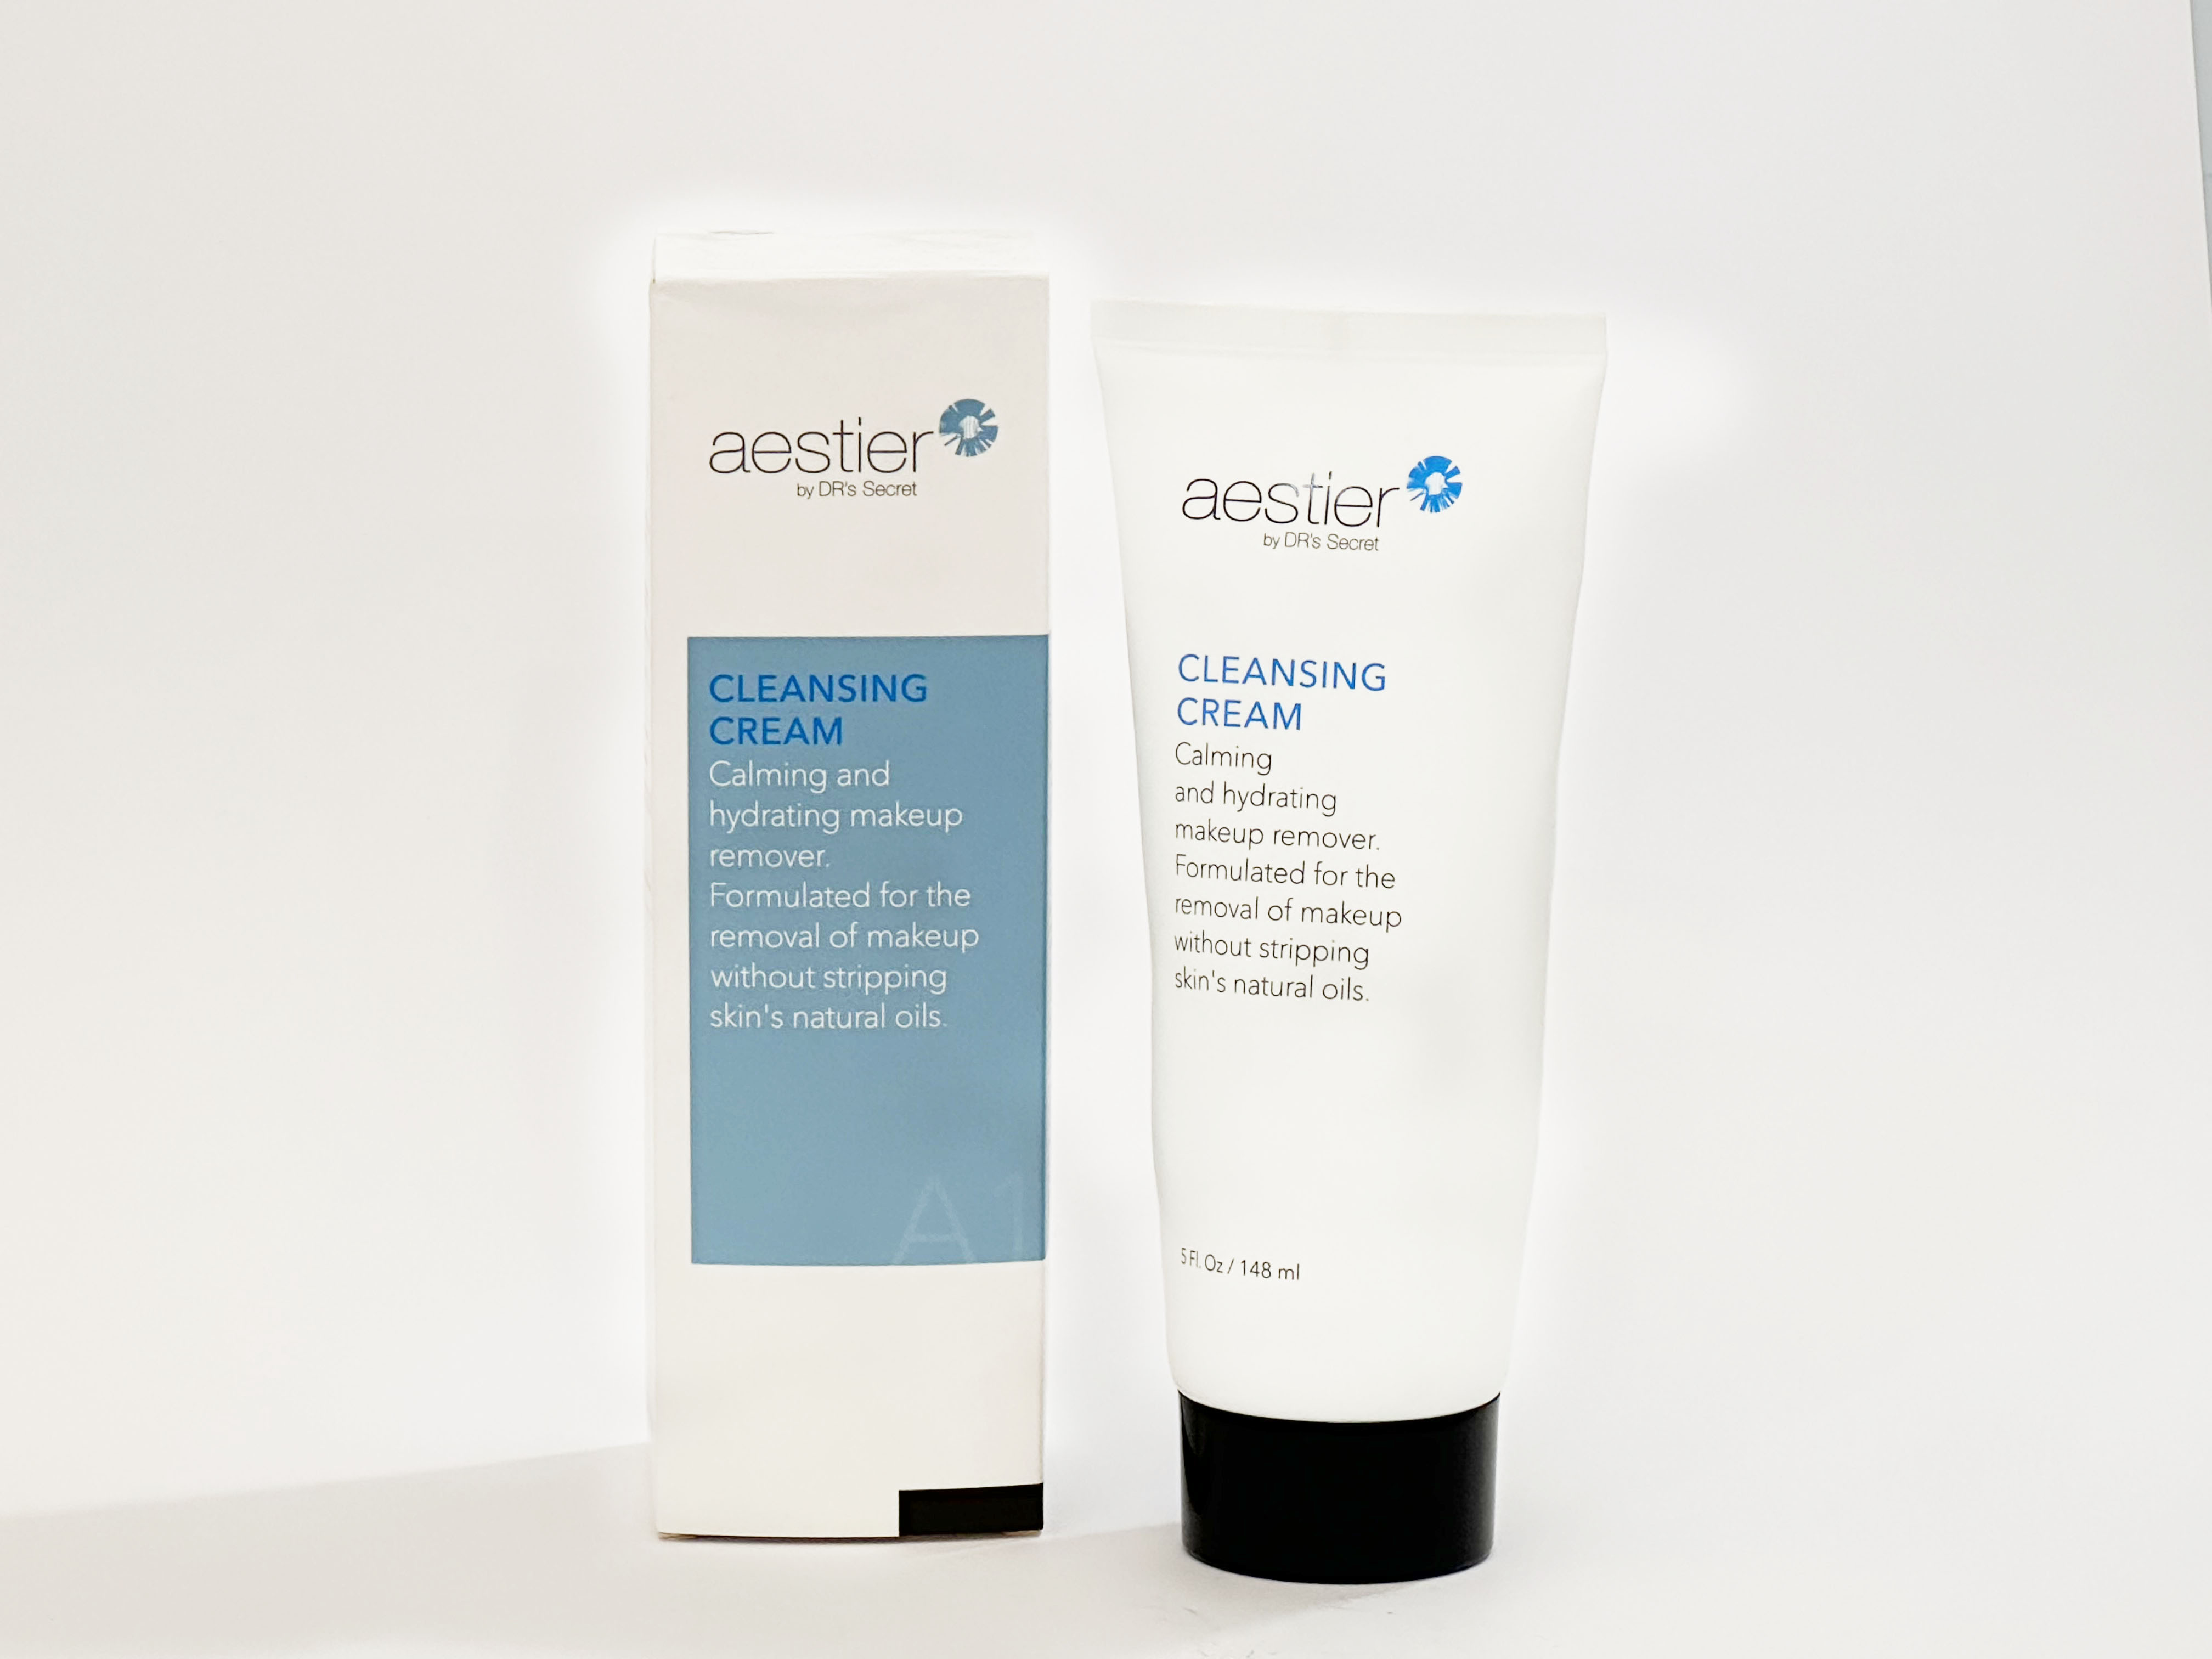 aestier
by DR's Secret
CLEANSING
CREAM
Calming and
hydrating makeup
remover.
Formulated for the
removal of makeup
without stripping
skin's natural oils.
A1
aestier
by DR's Secret
CLEANSING
CREAM
Calming
and hydrating
makeup remover.
Formulated for the
removal of makeup
without stripping
skin's natural oils.
5 Fl. Oz / 148 ml